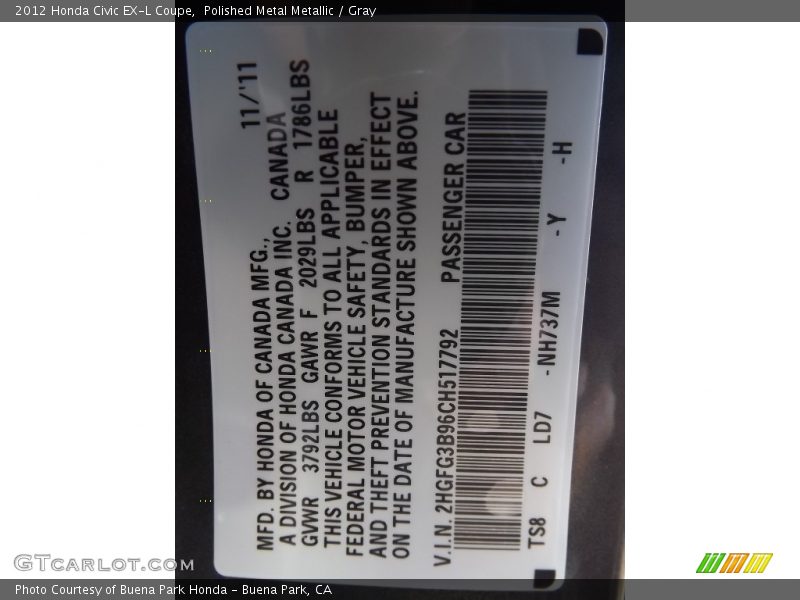 2012 Honda Civic EX-L Coupe, Polished Metal Metallic / Gray
MFD. BY HONDA OF CANADA MFG., 11/'11
A DIVISION OF HONDA CANADA INC. CANADA
GVWR 3792LBS GAWR F 2029LBS R 1786LBS
THIS VEHICLE CONFORMS TO ALL APPLICABLE
FEDERAL MOTOR VEHICLE SAFETY, BUMPER,
AND THEFT PREVENTION STANDARDS IN EFFECT
ON THE DATE OF MANUFACTURE SHOWN ABOVE.
V.I.N. 2HGFG3B96CH517792 PASSENGER CAR
TS8 C LD7 -NH737M -Y -H
GTCARLOT.COM
Photo Courtesy of Buena Park Honda - Buena Park, CA